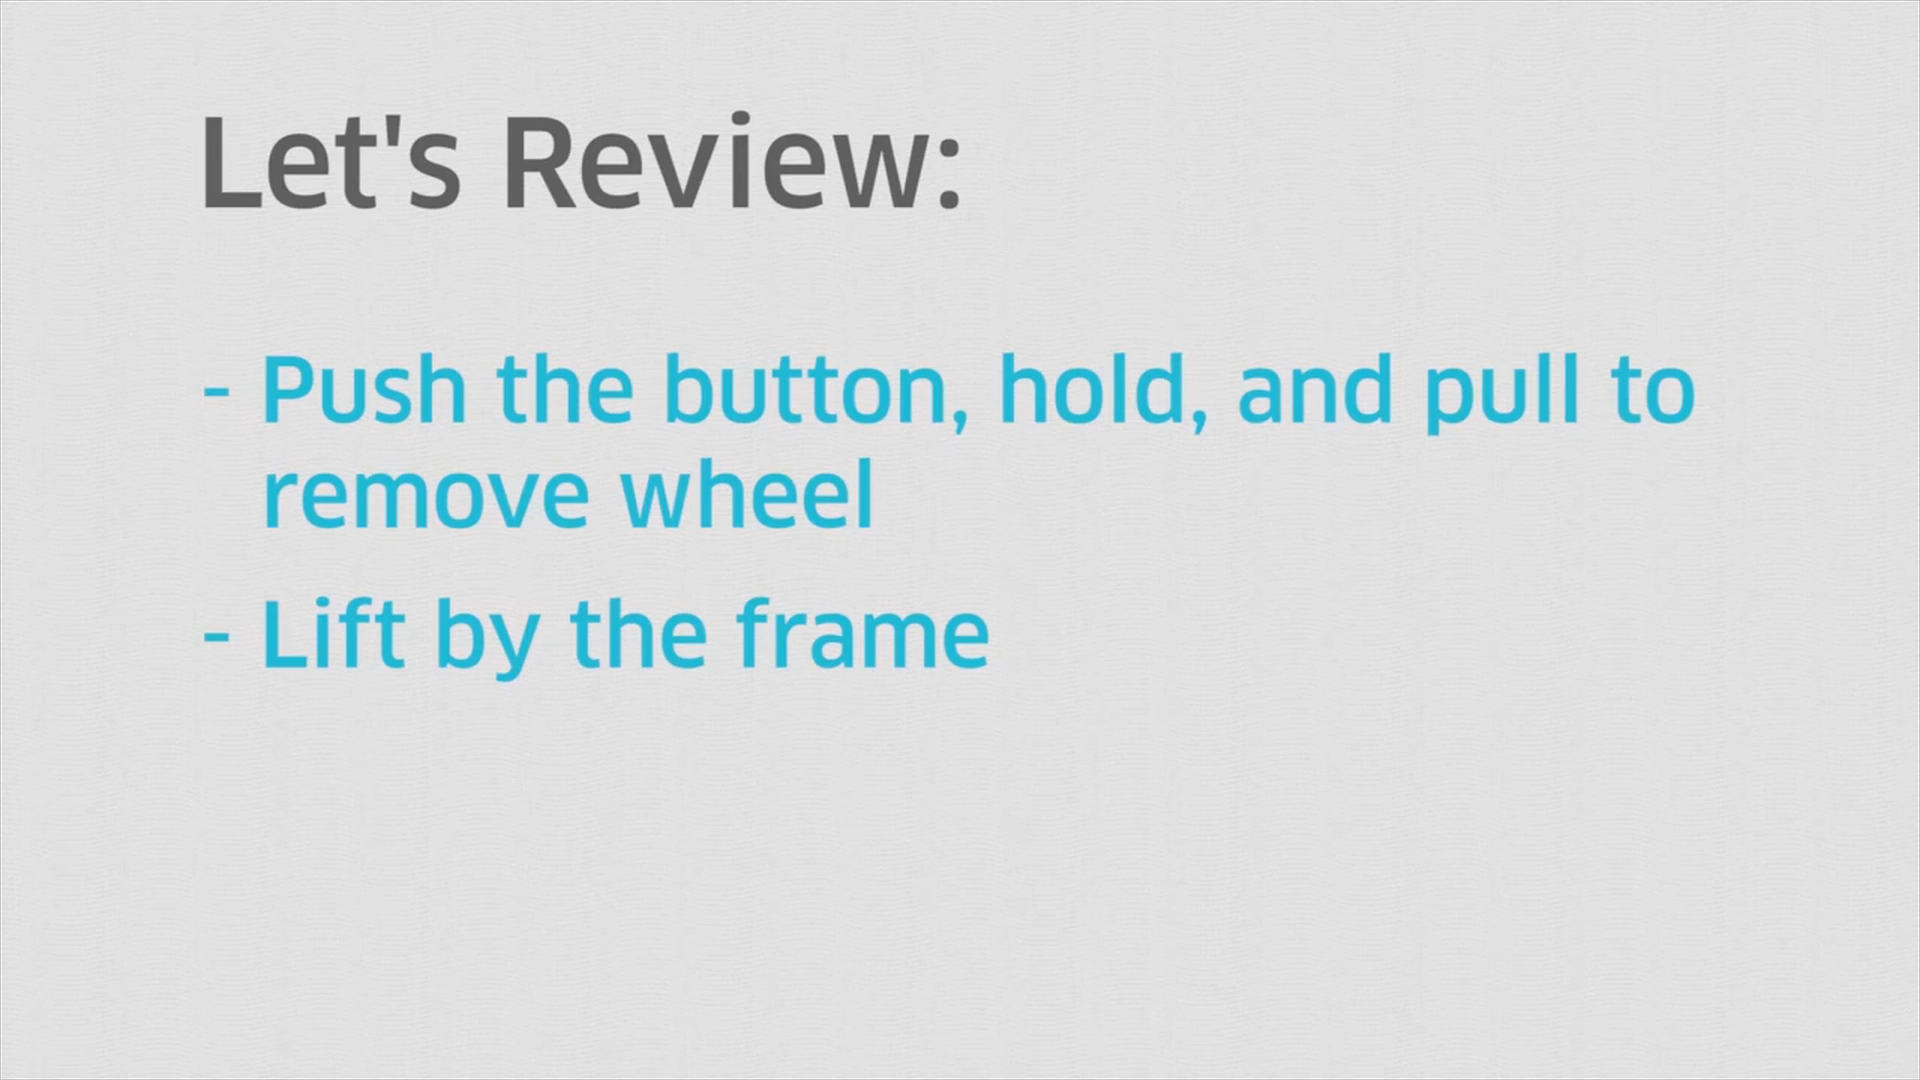 Let's Review:
- Push the button, hold, and pull to
remove wheel
- Lift by the frame